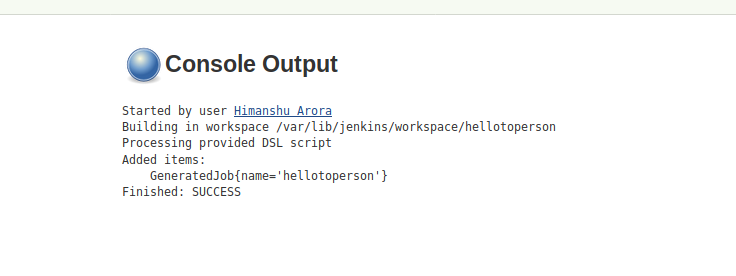 Console Output
Started by user Himanshu Arora
Building in workspace /var/lib/jenkins/workspace/hellotoperson
Processing provided DSL script
Added items:
    GeneratedJob{name='hellotoperson'}
Finished: SUCCESS